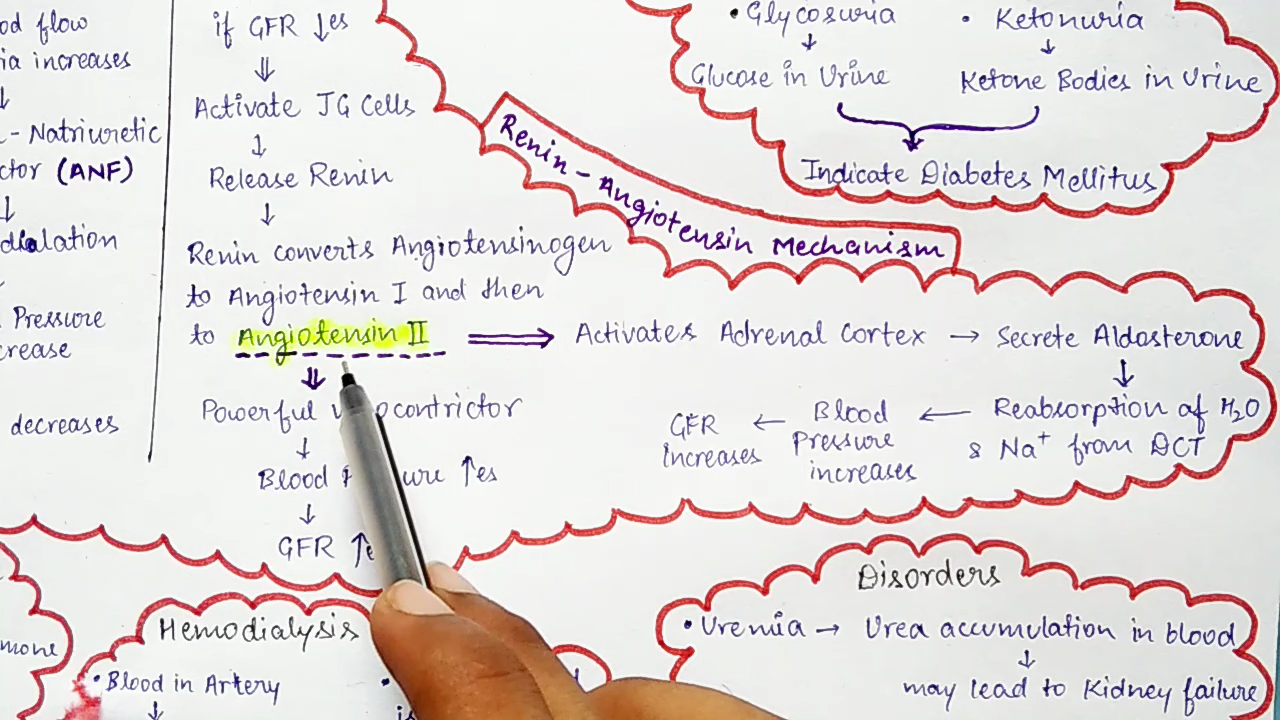 od flow
ia increases
- Natriuretic
ctor (ANF)
dialation
Pressure
crease
decreases
if GFR ↓es
⇓
Activate JG Cells
↓
Release Renin
↓
Renin converts Angiotensinogen
to Angiotensin I and then
to Angiotensin II ⟹ Activates Adrenal Cortex → Secrete Aldosterone
⇓
Powerful v ocontrictor
↓
Blood ure ↑es
↓
GFR ↑e
↓
Reabsorption of H2O
& Na+ from DCT
← Blood
Pressure
increases
← GFR
Increases
Renin - Angiotensin Mechanism
• Glycosuria
↓
Glucose in Urine
• Ketonuria
↓
Ketone Bodies in Urine
Indicate Diabetes Mellitus
mone
Hemodialysis
• Blood in Artery
↓
Disorders
• Uremia → Urea accumulation in blood
↓
may lead to Kidney failure